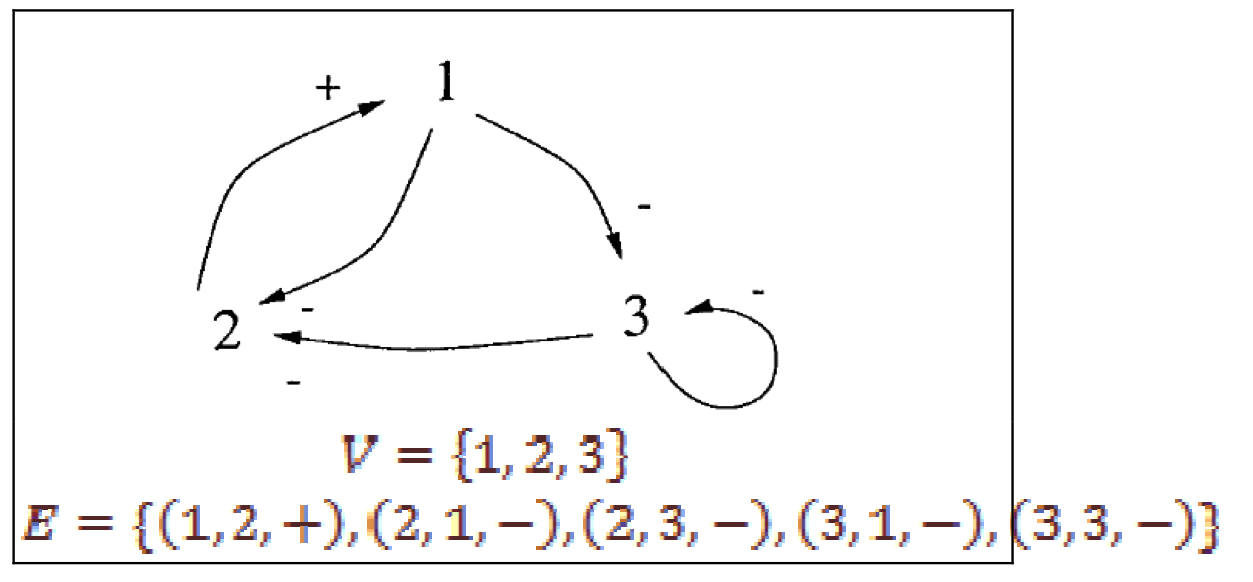 + 1
-
2 - 3 -
-
V = {1, 2, 3}
E = {(1, 2, +), (2, 1, −), (2, 3, −), (3, 1, −), (3, 3, −)}